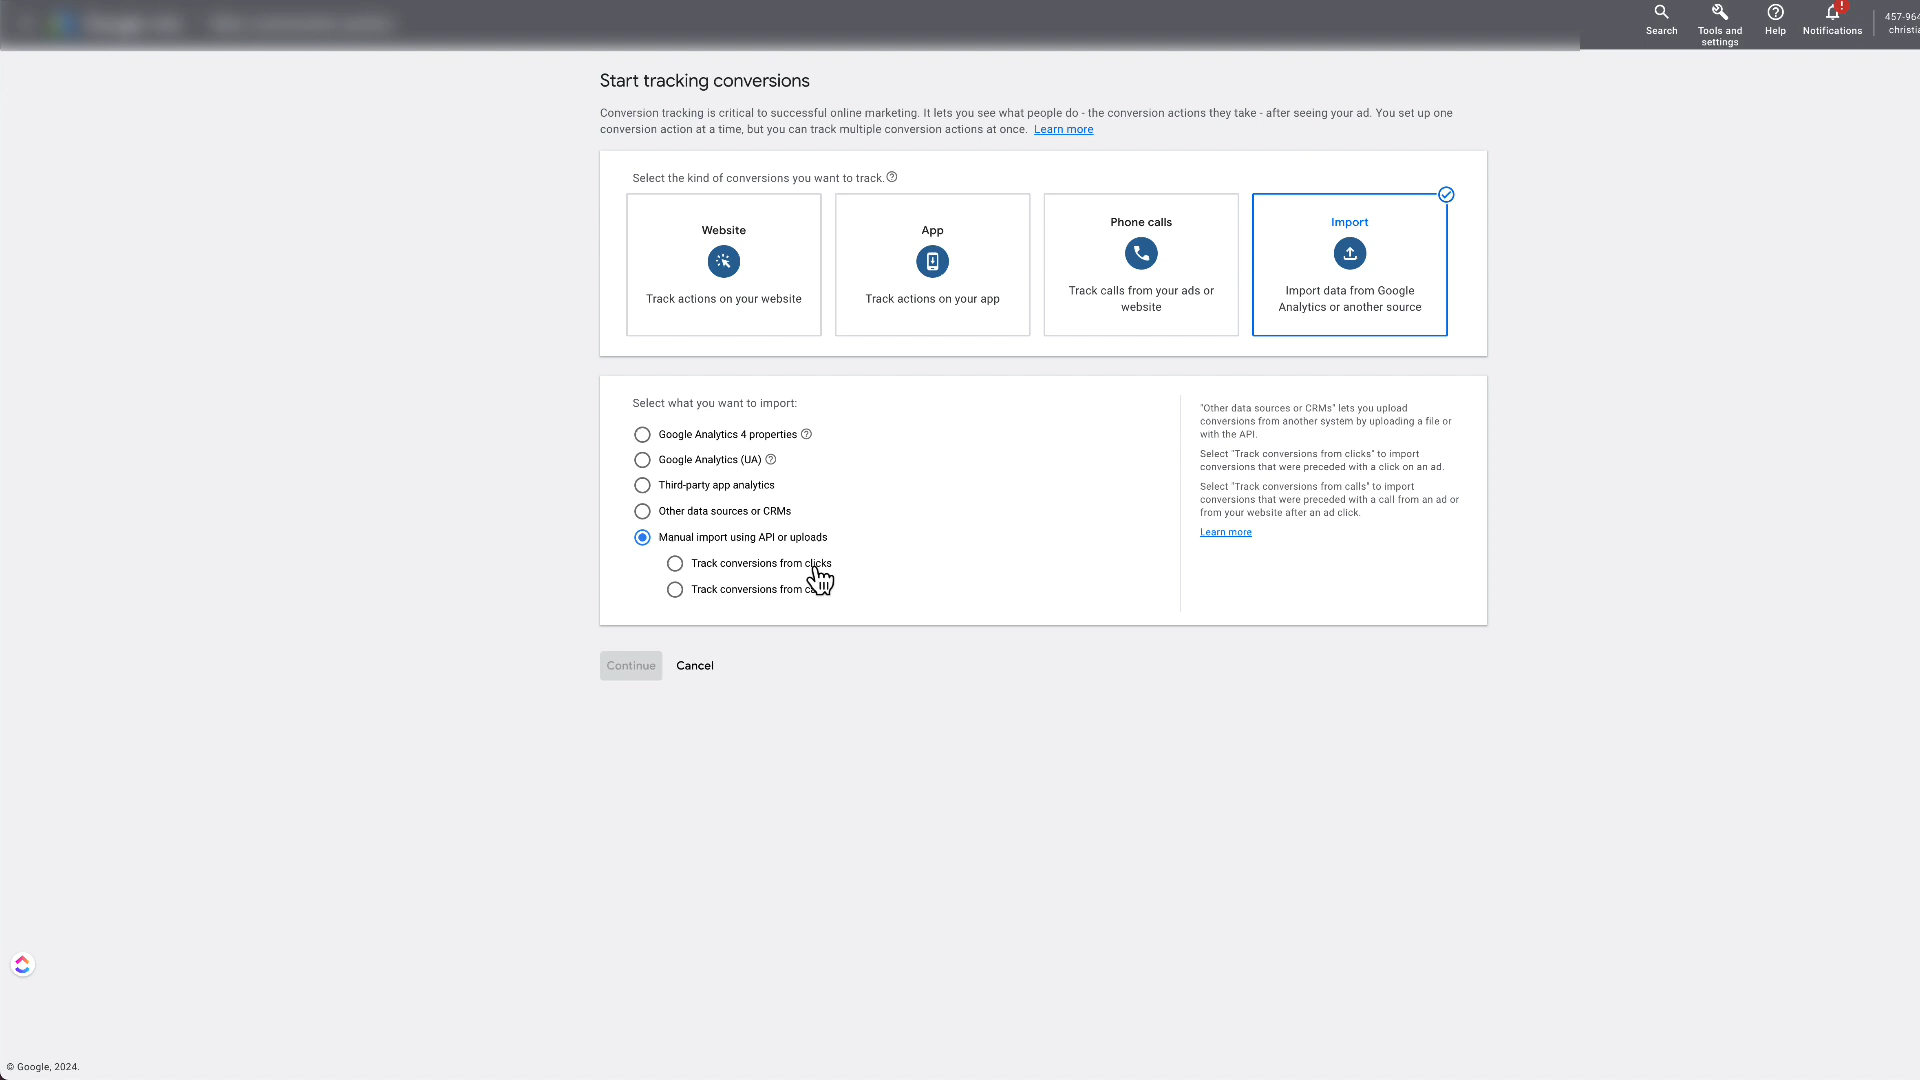 Search
Tools and
settings
Help
Notifications
!
457-964
christia
Start tracking conversions
Conversion tracking is critical to successful online marketing. It lets you see what people do - the conversion actions they take - after seeing your ad. You set up one
conversion action at a time, but you can track multiple conversion actions at once. Learn more
Select the kind of conversions you want to track.
Website
Track actions on your website
App
Track actions on your app
Phone calls
Track calls from your ads or
website
Import
Import data from Google
Analytics or another source
Select what you want to import:
Google Analytics 4 properties
Google Analytics (UA)
Third-party app analytics
Other data sources or CRMs
Manual import using API or uploads
Track conversions from clicks
Track conversions from
"Other data sources or CRMs" lets you upload
conversions from another system by uploading a file or
with the API.
Select "Track conversions from clicks" to import
conversions that were preceded with a click on an ad.
Select "Track conversions from calls" to import
conversions that were preceded with a call from an ad or
from your website after an ad click.
Learn more
Continue
Cancel
© Google, 2024.